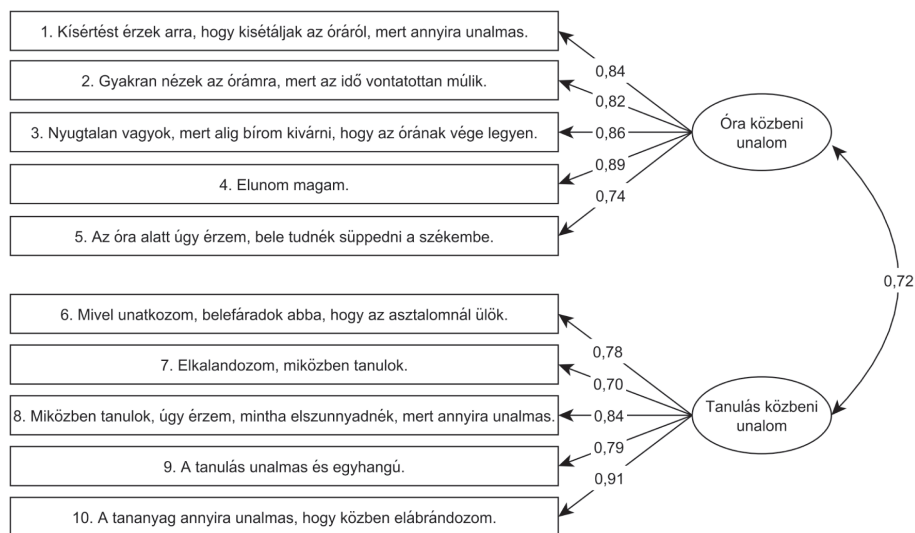 1. Kísértést érzek arra, hogy kisétáljak az óráról, mert annyira unalmas.
0,84
2. Gyakran nézek az órámra, mert az idő vontatottan múlik.
0,82
3. Nyugtalan vagyok, mert alig bírom kivárni, hogy az órának vége legyen.
0,86
Óra közbeni
unalom
4. Elunom magam.
0,89
0,74
5. Az óra alatt úgy érzem, bele tudnék süppedni a székembe.
0,72
6. Mivel unatkozom, belefáradok abba, hogy az asztalomnál ülök.
0,78
7. Elkalandozom, miközben tanulok.
0,70
8. Miközben tanulok, úgy érzem, mintha elszunnyadnék, mert annyira unalmas.
0,84
Tanulás közbeni
unalom
9. A tanulás unalmas és egyhangú.
0,79
0,91
10. A tananyag annyira unalmas, hogy közben elábrándozom.